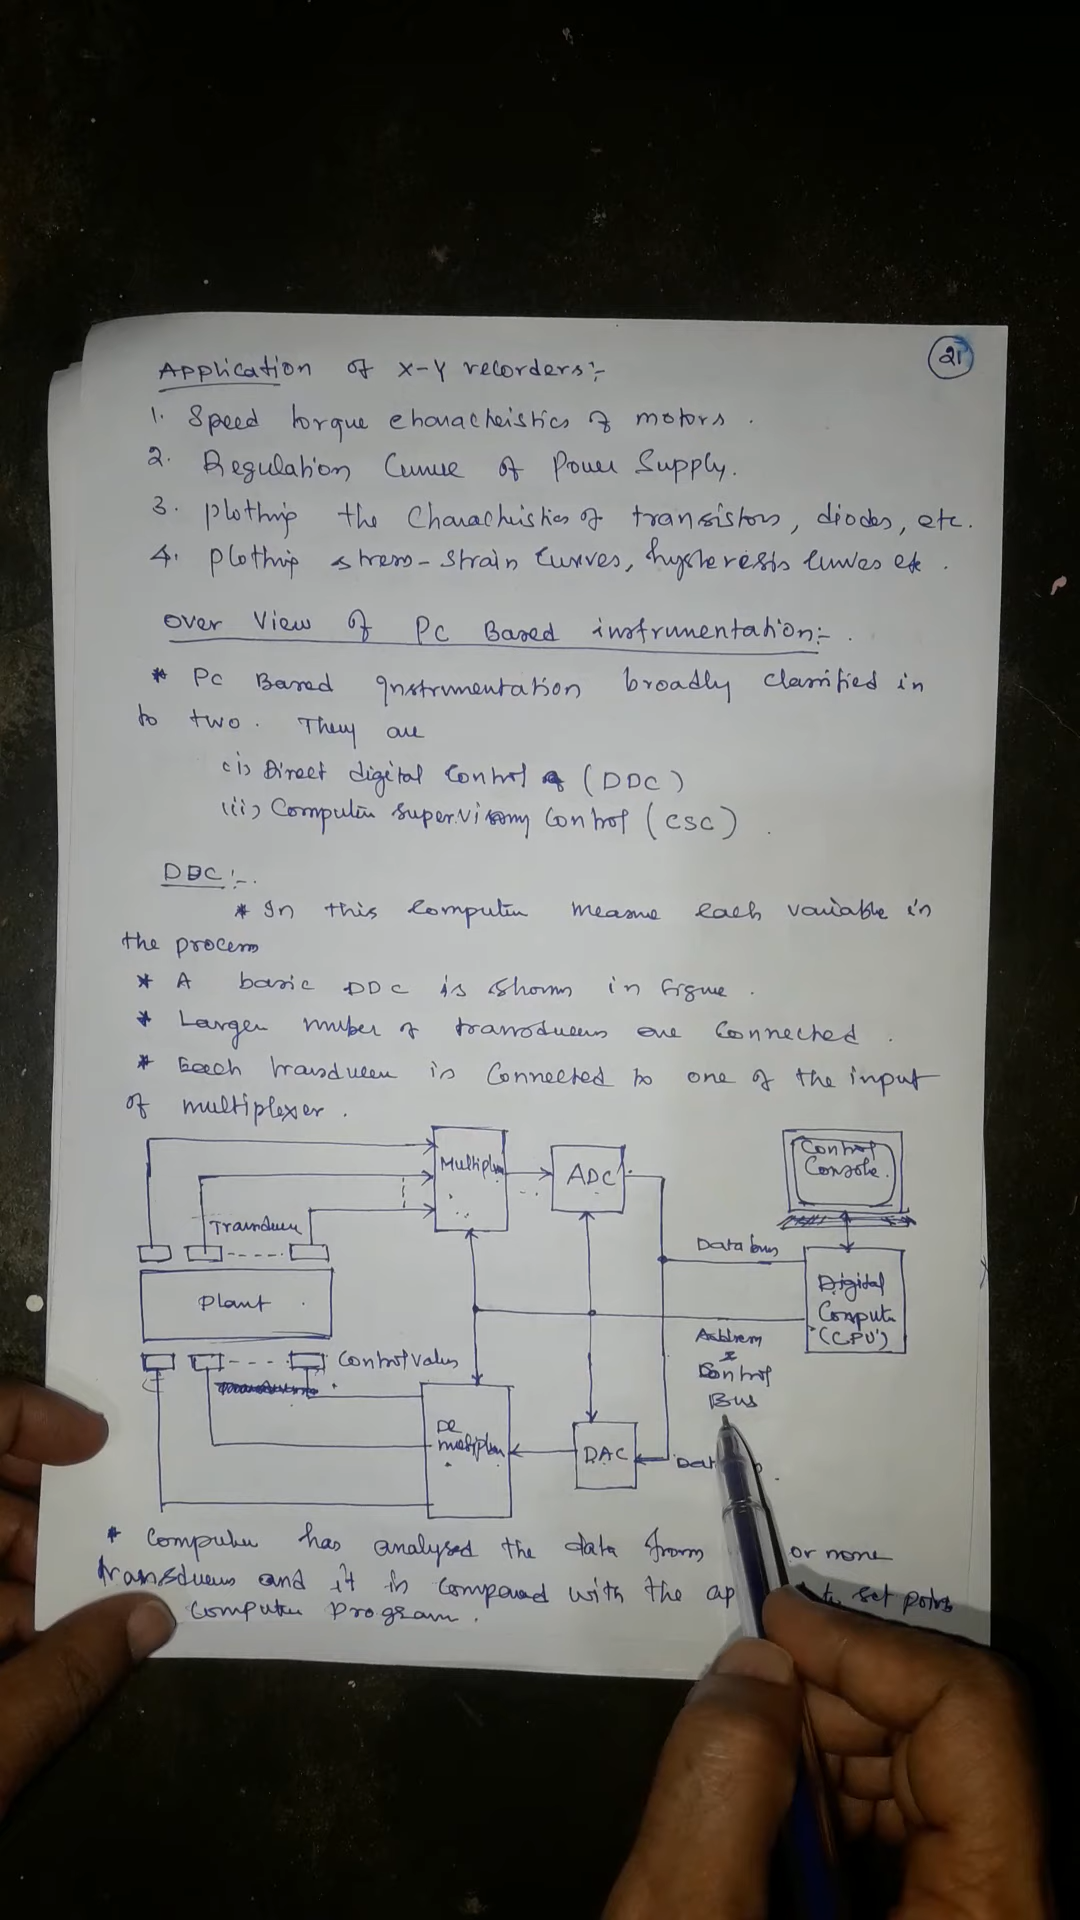 21
Application of X-Y recorders:-
1. Speed torque characteristics of motors.
2. Regulation Curve of Power Supply.
3. plotting the Characteristics of transistors, diodes, etc.
4. plotting stress-strain Curves, hysteresis curves etc.
Over View of PC Based instrumentation:-
* PC Based Instrumentation broadly classified in
to two. They are
(i) Direct digital Control (DDC)
(ii) Computer supervisory Control (CSC)
DDC:-
* In this Computer measure each variable in
the process
* A basic DDC is shown in figure.
* Larger number of transducers are Connected.
* Each transducer is Connected to one of the input
of multiplexer.
Multiplexer
ADC
Control
Console
Transducer
Data bus
Plant
Digital
Computer
(CPU)
Address
&
Control
Bus
Control Valves
De
multiplexer
DAC
* Computer has analysed the data from or none
transducers and it is compared with the set points
Computer Program.